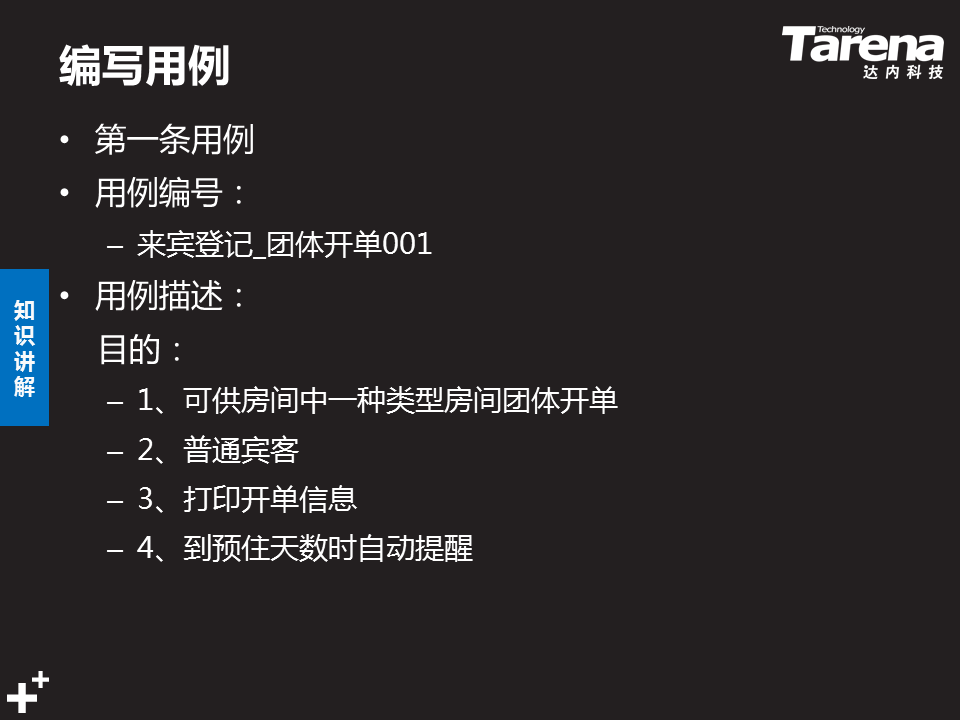 编写用例
Technology
Tarena
达内科技
• 第一条用例
• 用例编号：
– 来宾登记_团体开单001
• 用例描述：
目的：
– 1、可供房间中一种类型房间团体开单
– 2、普通宾客
– 3、打印开单信息
– 4、到预住天数时自动提醒
知识讲解